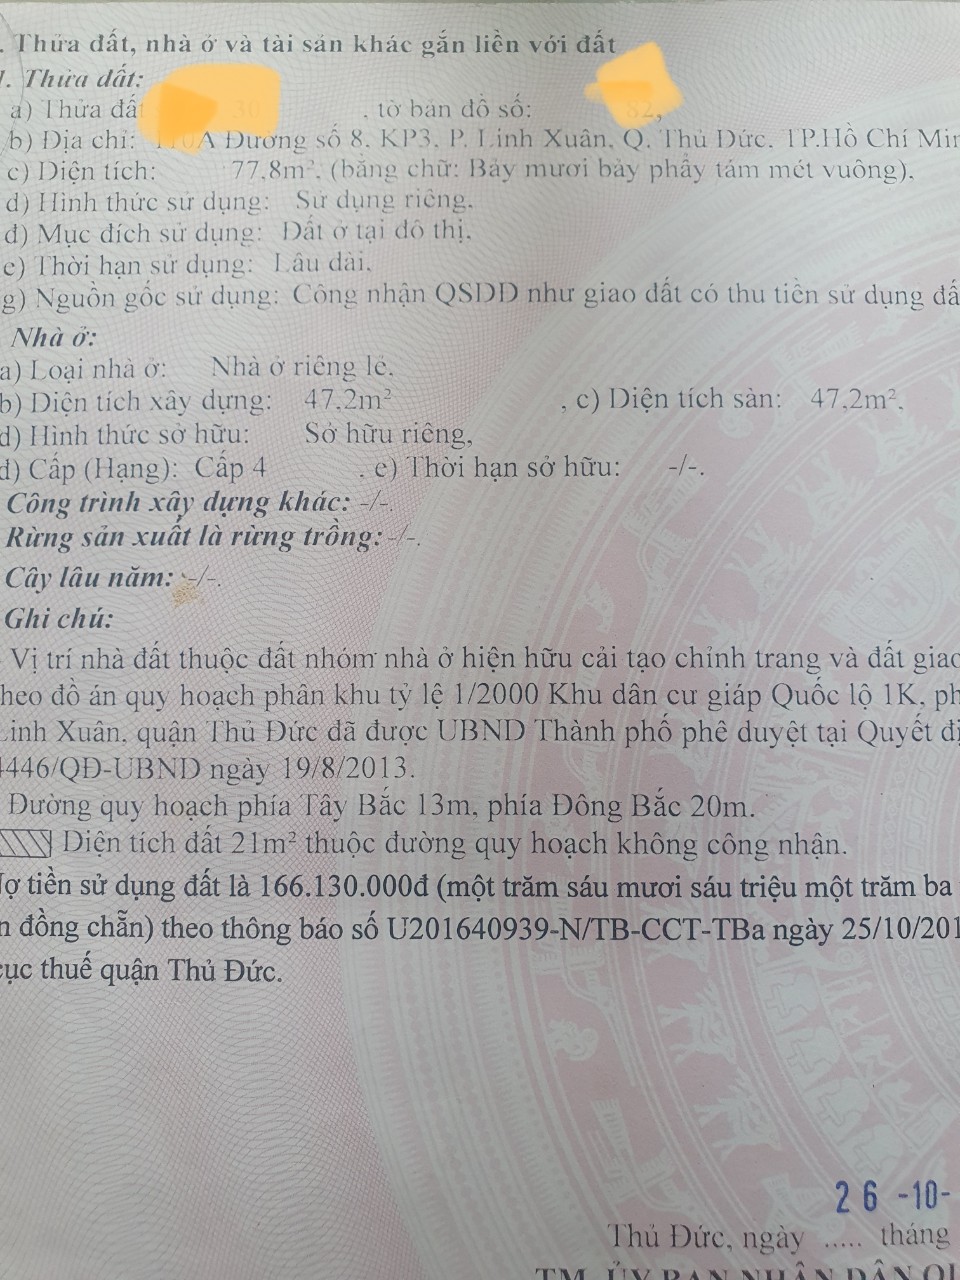 . Thửa đất, nhà ở và tài sản khác gắn liền với đất
1. Thửa đất:
a) Thửa đất , tờ bản đồ số: 82,
b) Địa chỉ: Đường số 8, KP3, P. Linh Xuân, Q. Thủ Đức, TP.Hồ Chí Min
c) Diện tích: 77,8m², (bằng chữ: Bảy mươi bảy phẩy tám mét vuông),
d) Hình thức sử dụng: Sử dụng riêng,
đ) Mục đích sử dụng: Đất ở tại đô thị,
e) Thời hạn sử dụng: Lâu dài,
g) Nguồn gốc sử dụng: Công nhận QSDĐ như giao đất có thu tiền sử dụng đấ
Nhà ở:
a) Loại nhà ở: Nhà ở riêng lẻ,
b) Diện tích xây dựng: 47,2m² , c) Diện tích sàn: 47,2m²,
d) Hình thức sở hữu: Sở hữu riêng,
đ) Cấp (Hạng): Cấp 4 , e) Thời hạn sở hữu: -/-.
Công trình xây dựng khác: -/-.
Rừng sản xuất là rừng trồng: -/-.
Cây lâu năm: -/-.
Ghi chú:
Vị trí nhà đất thuộc đất nhóm nhà ở hiện hữu cải tạo chỉnh trang và đất giao
heo đồ án quy hoạch phân khu tỷ lệ 1/2000 Khu dân cư giáp Quốc lộ 1K, ph
Linh Xuân, quận Thủ Đức đã được UBND Thành phố phê duyệt tại Quyết đị
4446/QĐ-UBND ngày 19/8/2013.
Đường quy hoạch phía Tây Bắc 13m, phía Đông Bắc 20m.
Diện tích đất 21m² thuộc đường quy hoạch không công nhận.
Nợ tiền sử dụng đất là 166.130.000đ (một trăm sáu mươi sáu triệu một trăm ba
n đồng chẵn) theo thông báo số U201640939-N/TB-CCT-TBa ngày 25/10/201
cục thuế quận Thủ Đức.
26 -10-
Thủ Đức, ngày ..... tháng
TM. ỦY BAN NHÂN DÂN QU